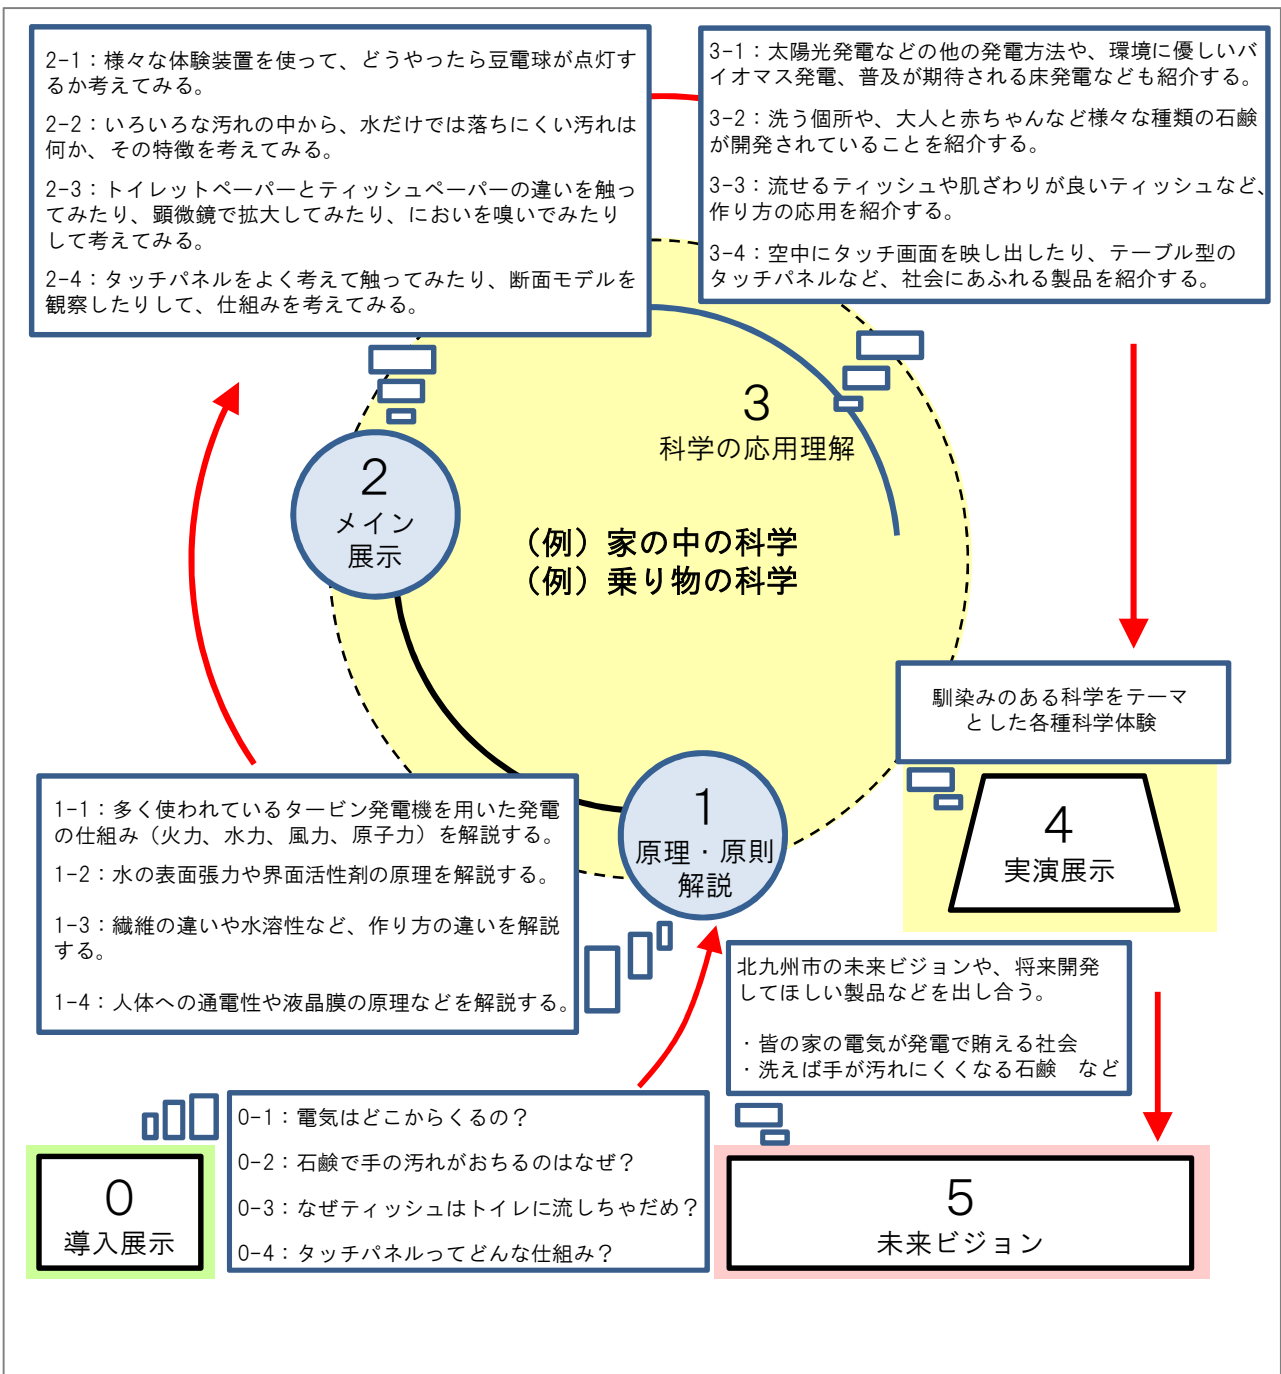 2-1：様々な体験装置を使って、どうやったら豆電球が点灯す
るか考えてみる。
2-2：いろいろな汚れの中から、水だけでは落ちにくい汚れは
何か、その特徴を考えてみる。
2-3：トイレットペーパーとティッシュペーパーの違いを触っ
てみたり、顕微鏡で拡大してみたり、においを嗅いでみたり
して考えてみる。
2-4：タッチパネルをよく考えて触ってみたり、断面モデルを
観察したりして、仕組みを考えてみる。
3-1：太陽光発電などの他の発電方法や、環境に優しいバ
イオマス発電、普及が期待される床発電なども紹介する。
3-2：洗う個所や、大人と赤ちゃんなど様々な種類の石鹸
が開発されていることを紹介する。
3-3：流せるティッシュや肌ざわりが良いティッシュなど、
作り方の応用を紹介する。
3-4：空中にタッチ画面を映し出したり、テーブル型の
タッチパネルなど、社会にあふれる製品を紹介する。
3
科学の応用理解
2
メイン
展示
（例）家の中の科学
（例）乗り物の科学
馴染みのある科学をテーマ
とした各種科学体験
4
実演展示
1
原理・原則
解説
1-1：多く使われているタービン発電機を用いた発電
の仕組み（火力、水力、風力、原子力）を解説する。
1-2：水の表面張力や界面活性剤の原理を解説する。
1-3：繊維の違いや水溶性など、作り方の違いを解説
する。
1-4：人体への通電性や液晶膜の原理などを解説する。
北九州市の未来ビジョンや、将来開発
してほしい製品などを出し合う。
・皆の家の電気が発電で賄える社会
・洗えば手が汚れにくくなる石鹸　など
0-1：電気はどこからくるの？
0-2：石鹸で手の汚れがおちるのはなぜ？
0-3：なぜティッシュはトイレに流しちゃだめ？
0-4：タッチパネルってどんな仕組み？
0
導入展示
5
未来ビジョン